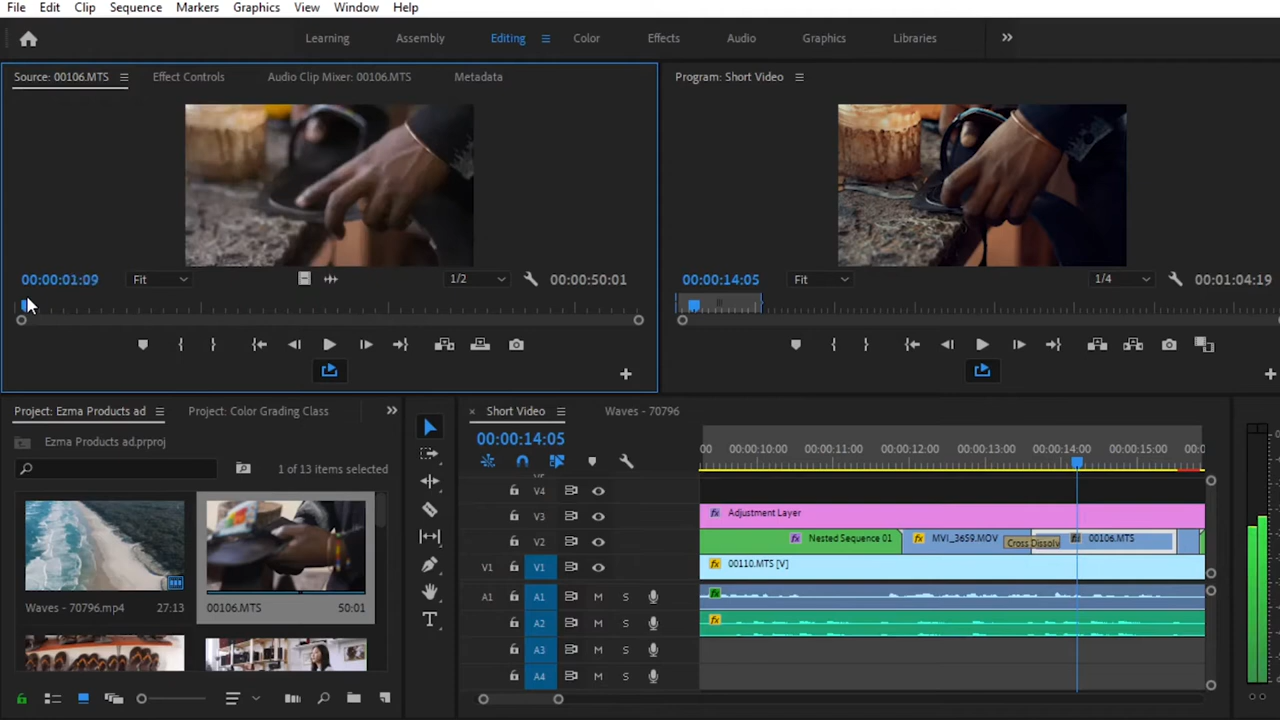 File Edit Clip Sequence Markers Graphics View Window Help
Learning Assembly Editing Color Effects Audio Graphics Libraries
Source: 00106.MTS Effect Controls Audio Clip Mixer: 00106.MTS Metadata
Program: Short Video
00:00:01:09 Fit 1/2 00:00:50:01
00:00:14:05 Fit 1/4 00:01:04:19
Project: Ezma Products ad Project: Color Grading Class
Ezma Products ad.prproj
1 of 13 items selected
Waves - 70796.mp4 27:13
00106.MTS 50:01
Short Video Waves - 70796
00:00:14:05
00 00:00:10:00 00:00:11:00 00:00:12:00 00:00:13:00 00:00:14:00 00:00:15:00 00:0
V4
V3 Adjustment Layer
V2 Nested Sequence 01 MVI_3659.MOV Cross Dissolv 00106.MTS
V1 V1 00110.MTS [V]
A1 A1 M S
A2 M S
A3 M S
A4 M S